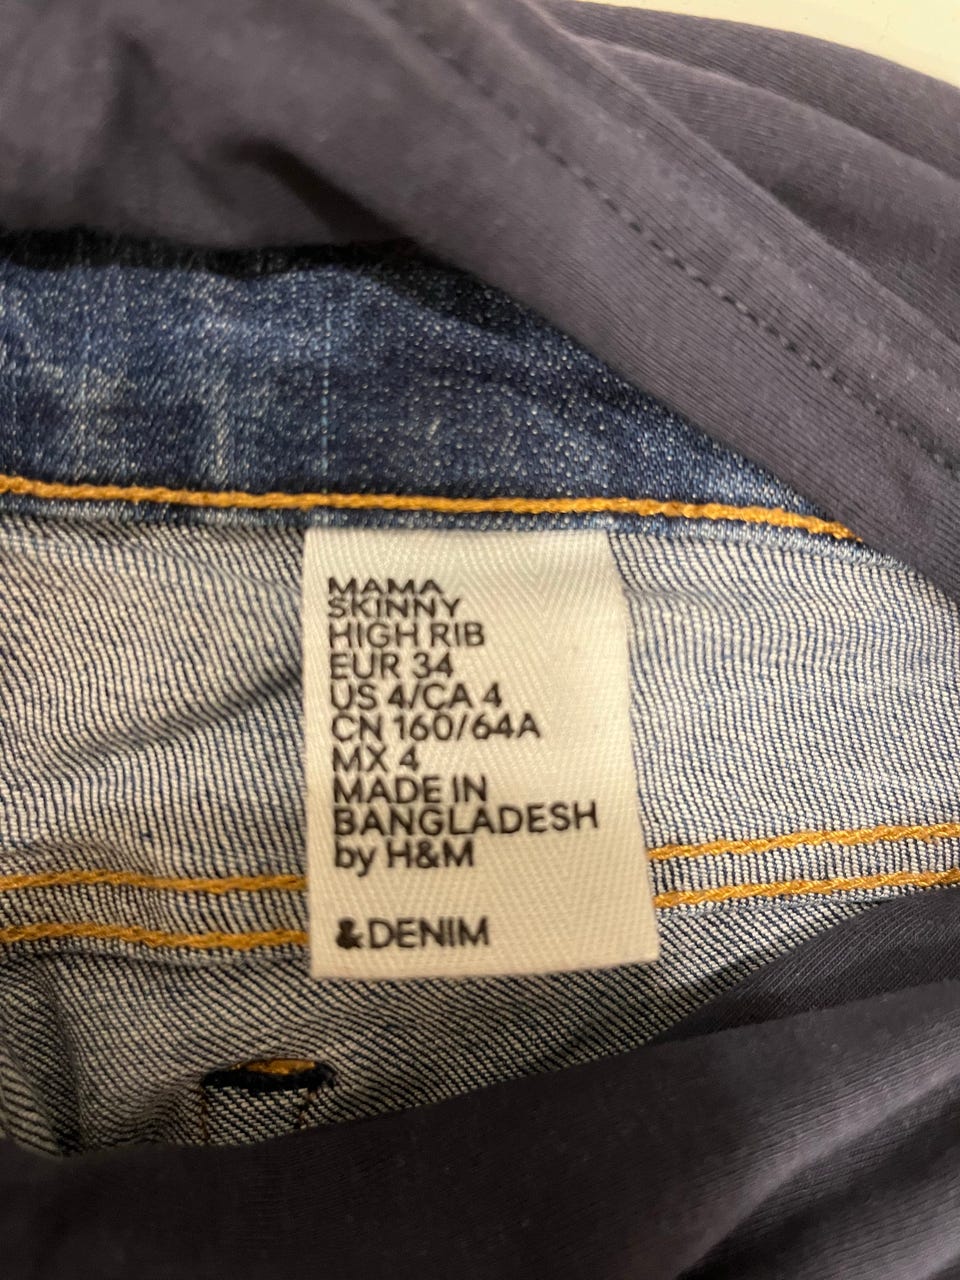 MAMA
SKINNY
HIGH RIB
EUR 34
US 4/CA 4
CN 160/64A
MX 4
MADE IN
BANGLADESH
by H&M
&DENIM